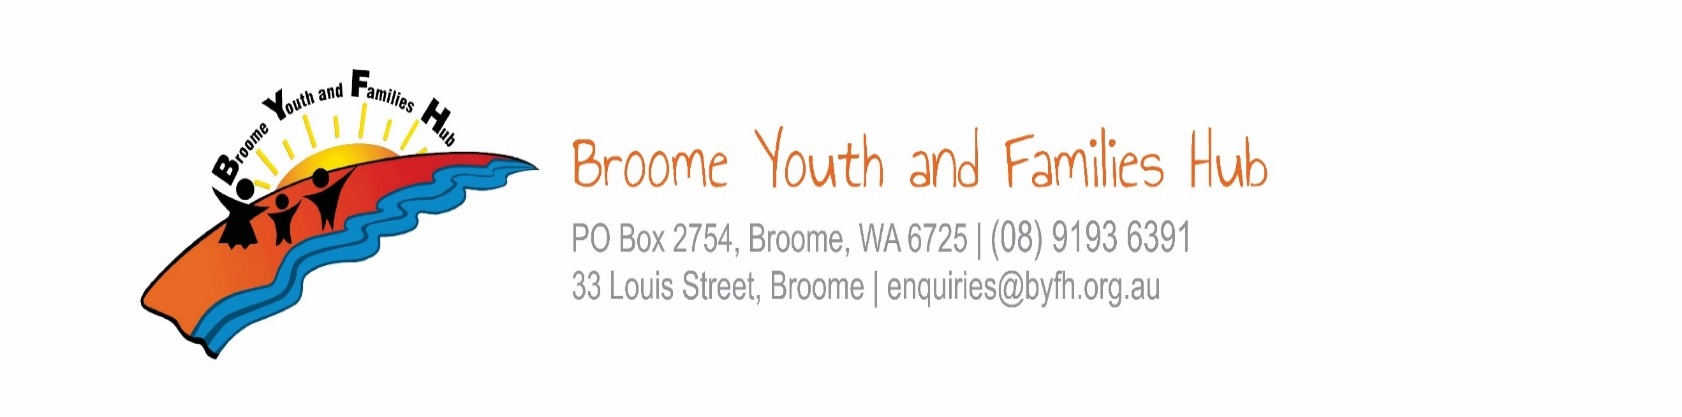 Broome Youth and Families Hub
Broome Youth and Families Hub
PO Box 2754, Broome, WA 6725 | (08) 9193 6391
33 Louis Street, Broome | enquiries@byfh.org.au